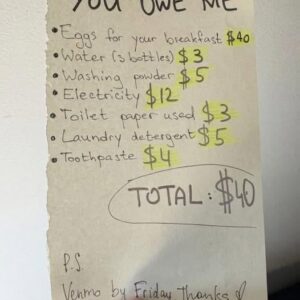 YOU OWE ME
• Eggs for your breakfast $40
• Water (3 bottles) $3
• Washing powder $5
• Electricity $12
• Toilet paper used $3
• Laundry detergent $5
• Toothpaste $4
TOTAL: $40
P.S.
Venmo by Friday Thanks